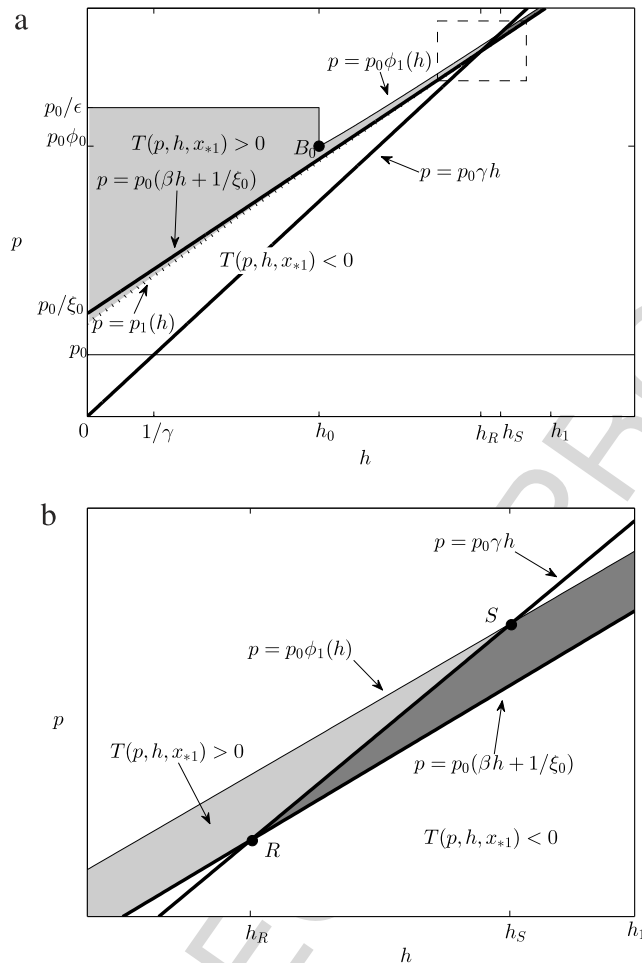 a
p = p₀ϕ₁(h)
p₀/ϵ
p₀ϕ₀
T(p, h, x∗₁) > 0
B₀
p = p₀(βh + 1/ξ₀)
p = p₀γh
p
T(p, h, x∗₁) < 0
p₀/ξ₀
p = p₁(h)
p₀
0
1/γ
h₀
h_R
h_S
h₁
h
b
p = p₀γh
S
p = p₀ϕ₁(h)
p
T(p, h, x∗₁) > 0
p = p₀(βh + 1/ξ₀)
R
T(p, h, x∗₁) < 0
h_R
h_S
h₁
h